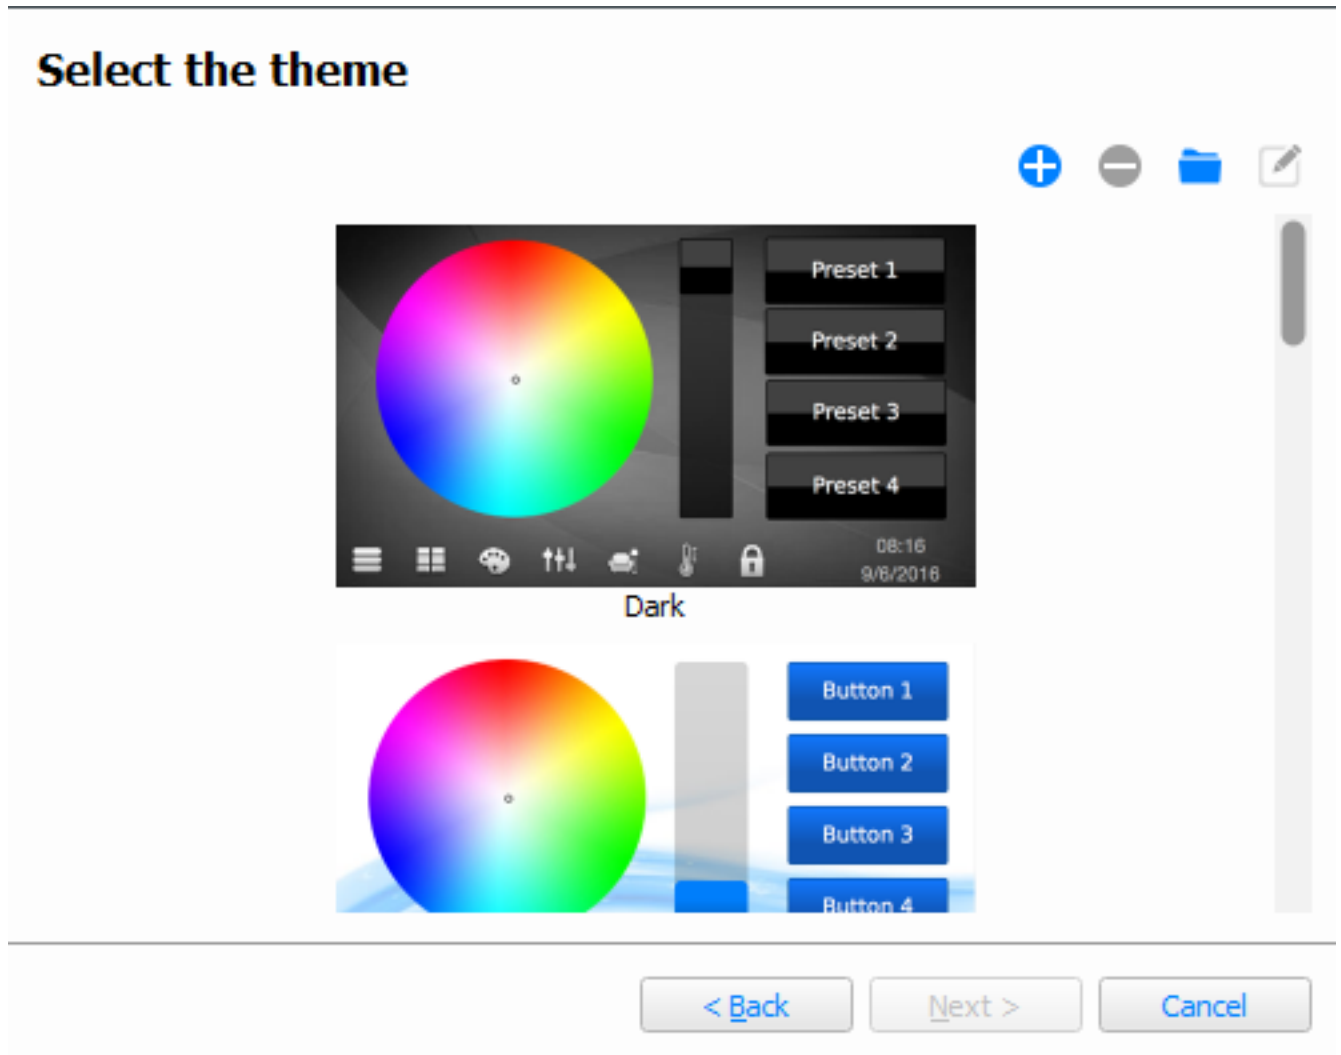 Select the theme
Preset 1
Preset 2
Preset 3
Preset 4
08:16
9/6/2016
Dark
Button 1
Button 2
Button 3
Button 4
< Back
Next >
Cancel